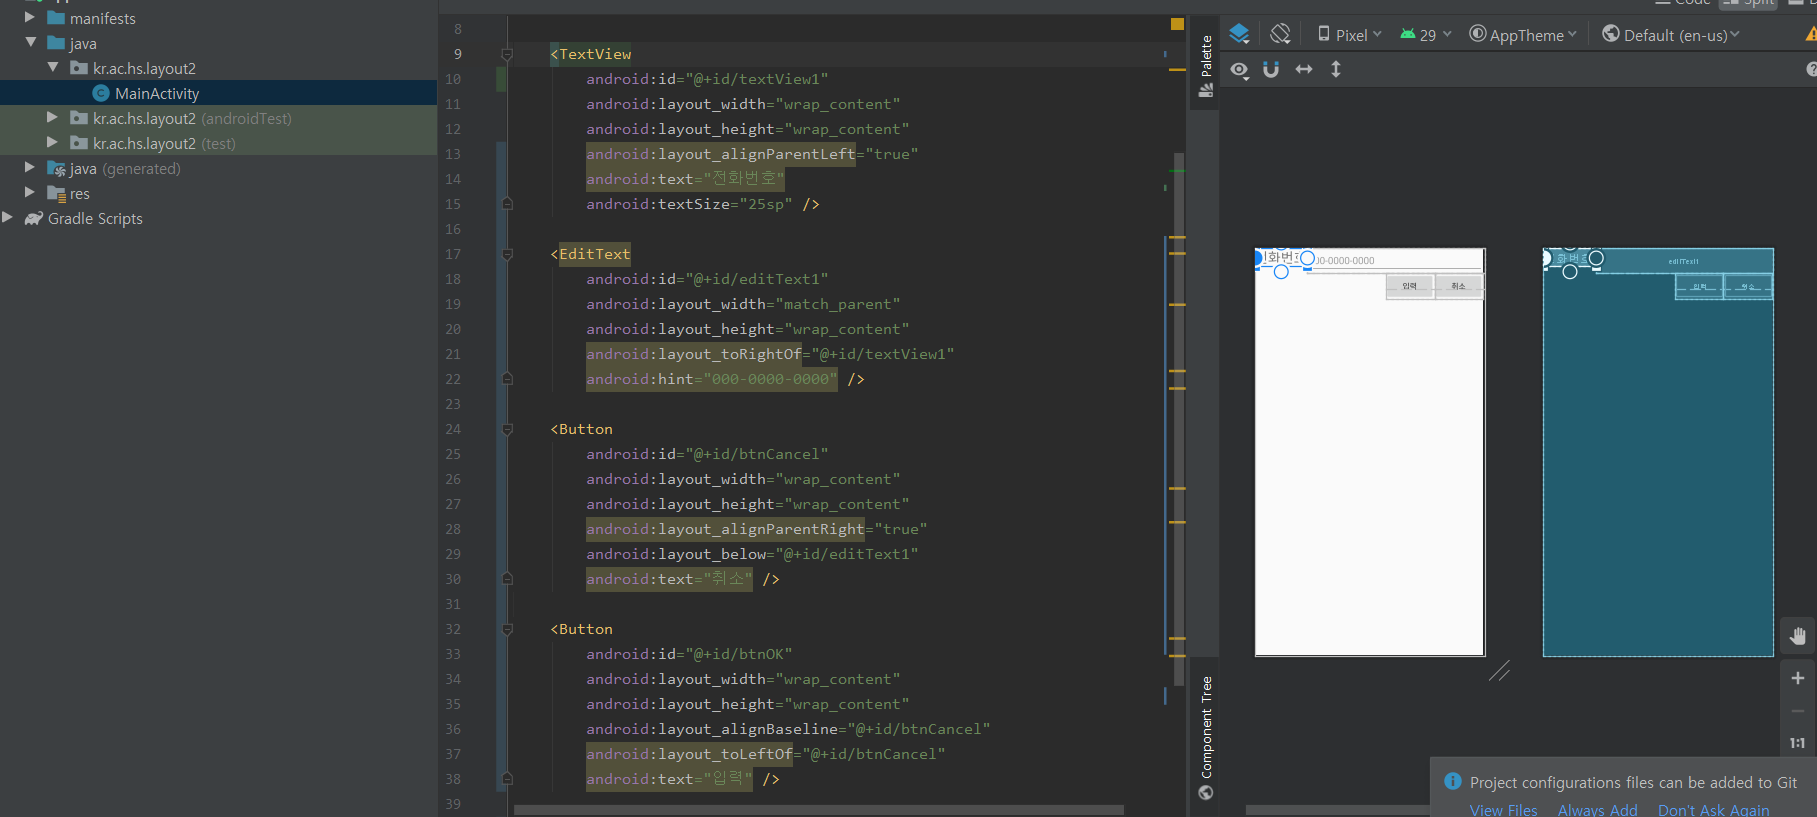 manifests
java
kr.ac.hs.layout2
MainActivity
kr.ac.hs.layout2 (androidTest)
kr.ac.hs.layout2 (test)
java (generated)
res
Gradle Scripts
8
9 <TextView
10 android:id="@+id/textView1"
11 android:layout_width="wrap_content"
12 android:layout_height="wrap_content"
13 android:layout_alignParentLeft="true"
14 android:text="전화번호"
15 android:textSize="25sp" />
16
17 <EditText
18 android:id="@+id/editText1"
19 android:layout_width="match_parent"
20 android:layout_height="wrap_content"
21 android:layout_toRightOf="@+id/textView1"
22 android:hint="000-0000-0000" />
23
24 <Button
25 android:id="@+id/btnCancel"
26 android:layout_width="wrap_content"
27 android:layout_height="wrap_content"
28 android:layout_alignParentRight="true"
29 android:layout_below="@+id/editText1"
30 android:text="취소" />
31
32 <Button
33 android:id="@+id/btnOK"
34 android:layout_width="wrap_content"
35 android:layout_height="wrap_content"
36 android:layout_alignBaseline="@+id/btnCancel"
37 android:layout_toLeftOf="@+id/btnCancel"
38 android:text="입력" />
39
Palette
Component Tree
Code Split
Pixel 29 AppTheme Default (en-us)
화번호 00-0000-0000
입력 취소
화번호 editText1
입력 취소
1:1
Project configurations files can be added to Git
View Files Always Add Don't Ask Again